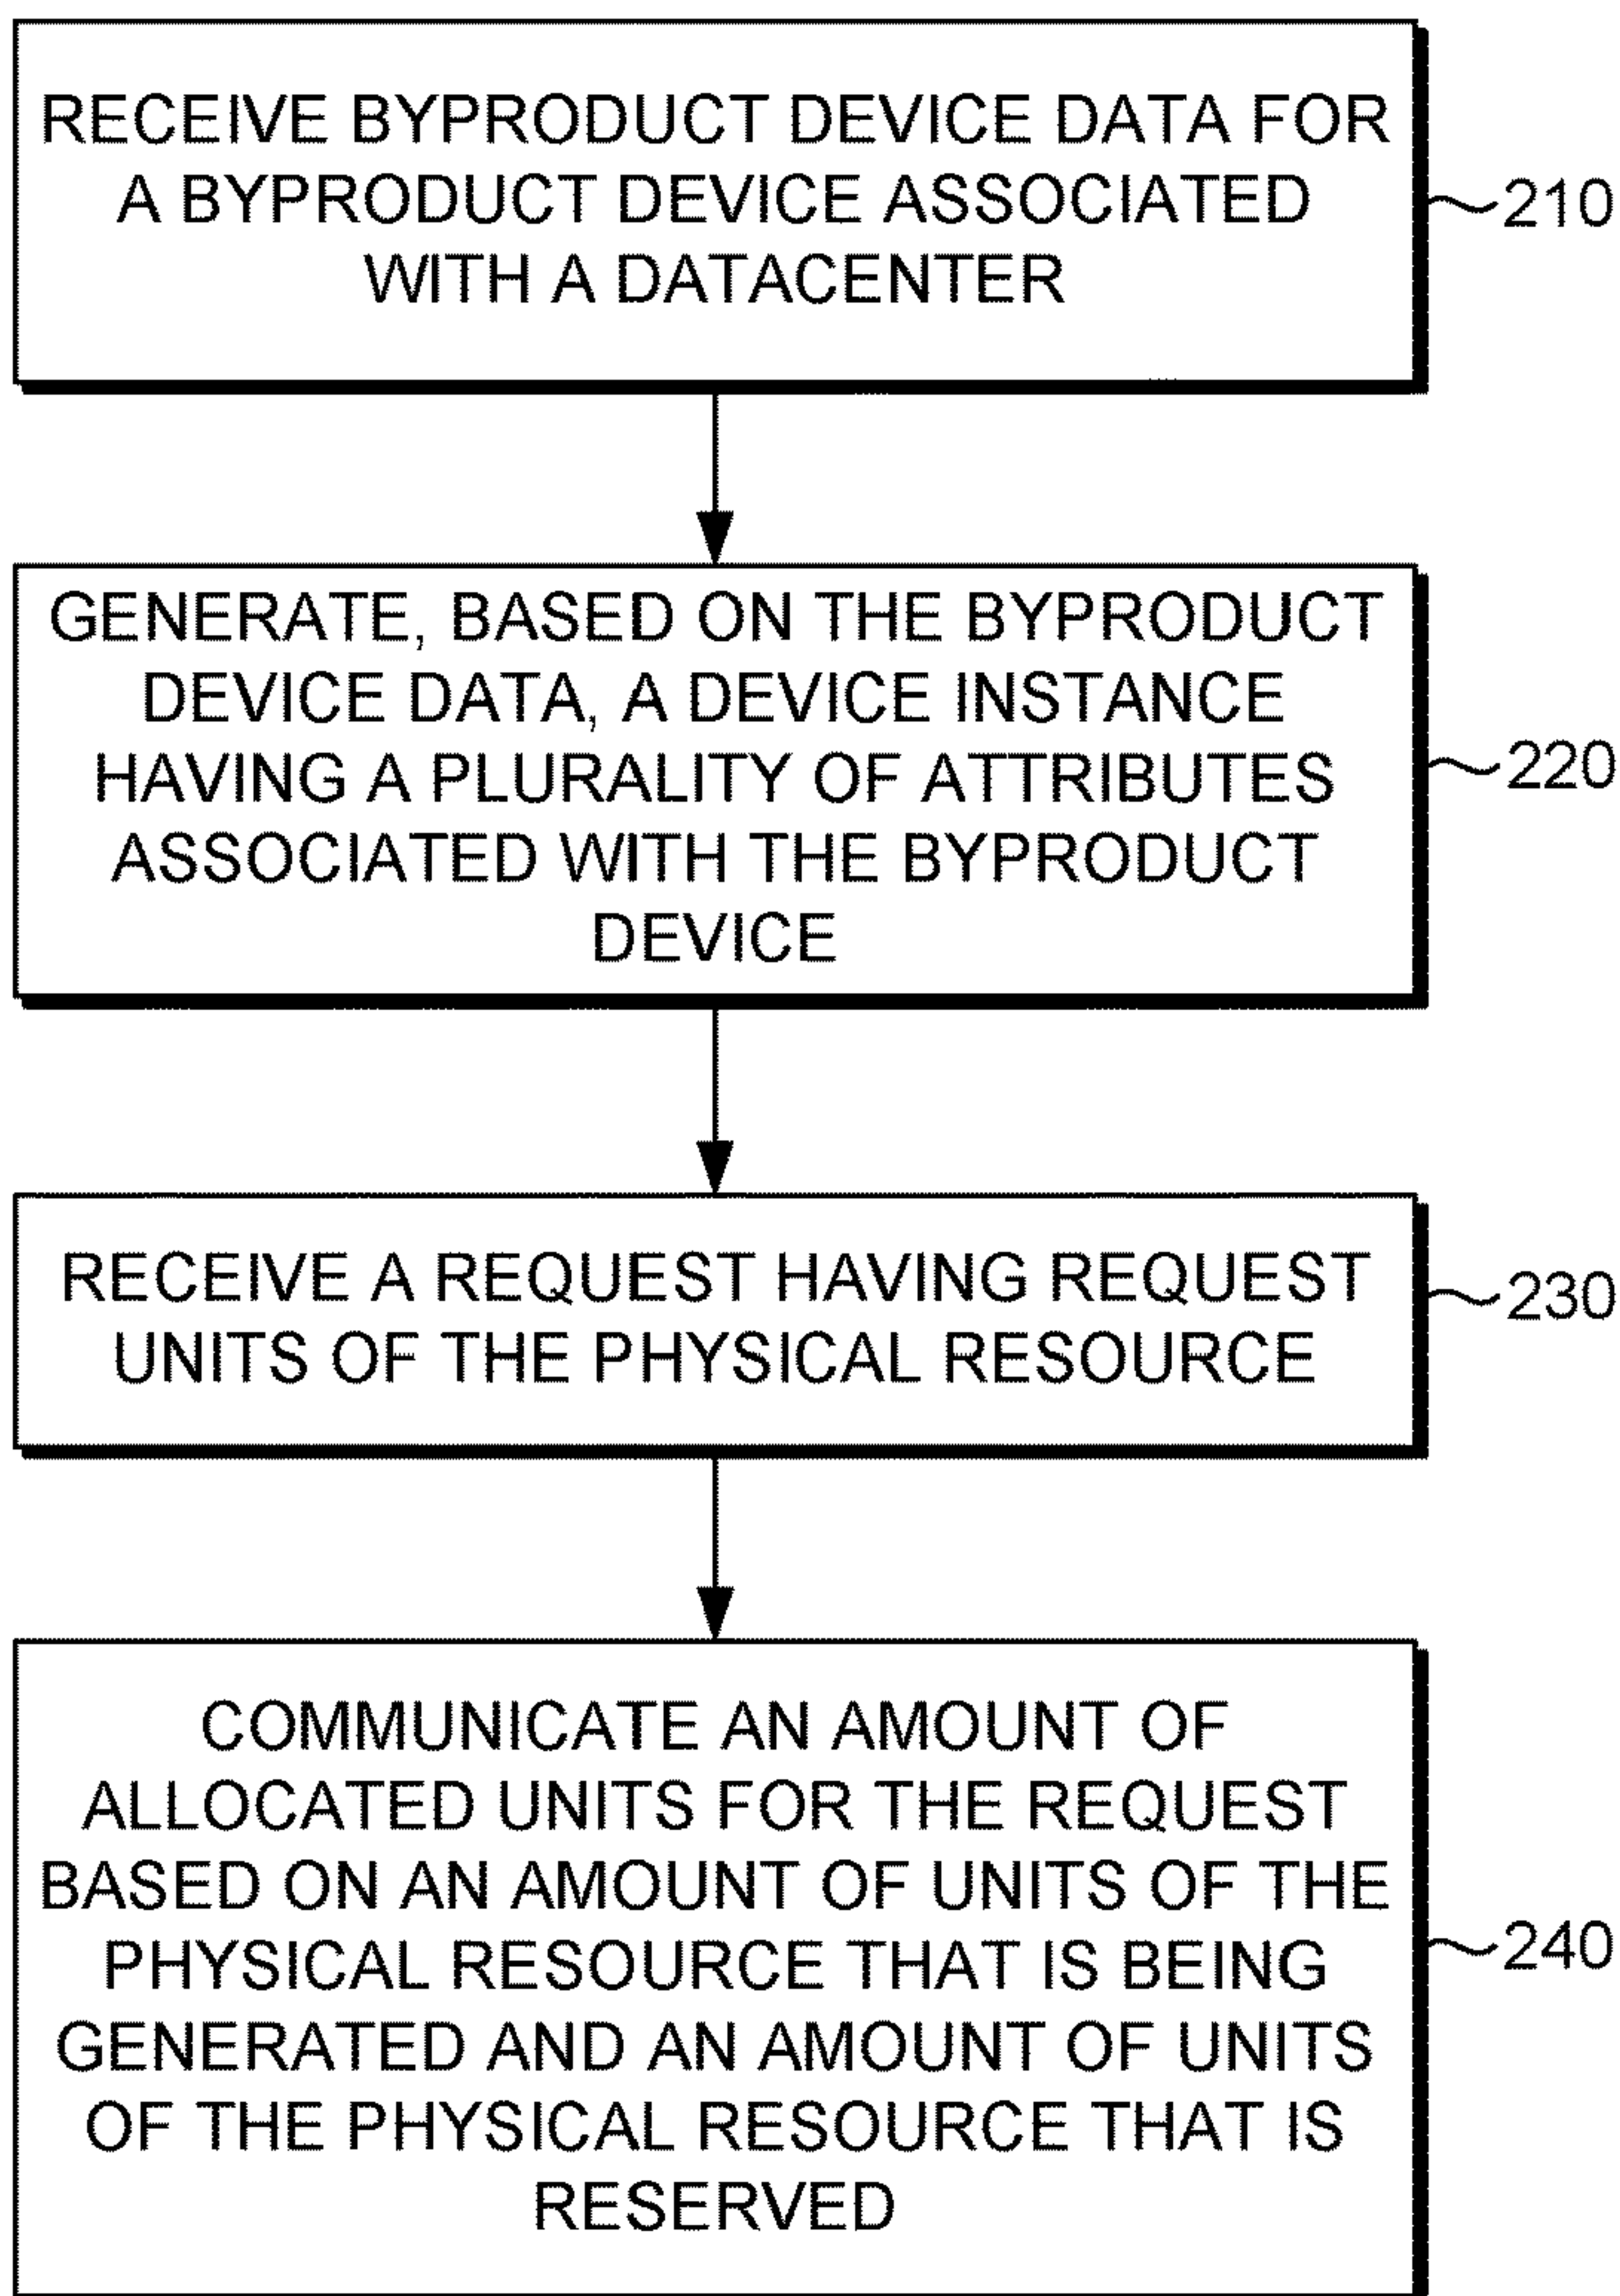 RECEIVE BYPRODUCT DEVICE DATA FOR
A BYPRODUCT DEVICE ASSOCIATED
WITH A DATACENTER
210
GENERATE, BASED ON THE BYPRODUCT
DEVICE DATA, A DEVICE INSTANCE
HAVING A PLURALITY OF ATTRIBUTES
ASSOCIATED WITH THE BYPRODUCT
DEVICE
220
RECEIVE A REQUEST HAVING REQUEST
UNITS OF THE PHYSICAL RESOURCE
230
COMMUNICATE AN AMOUNT OF
ALLOCATED UNITS FOR THE REQUEST
BASED ON AN AMOUNT OF UNITS OF THE
PHYSICAL RESOURCE THAT IS BEING
GENERATED AND AN AMOUNT OF UNITS
OF THE PHYSICAL RESOURCE THAT IS
RESERVED
240